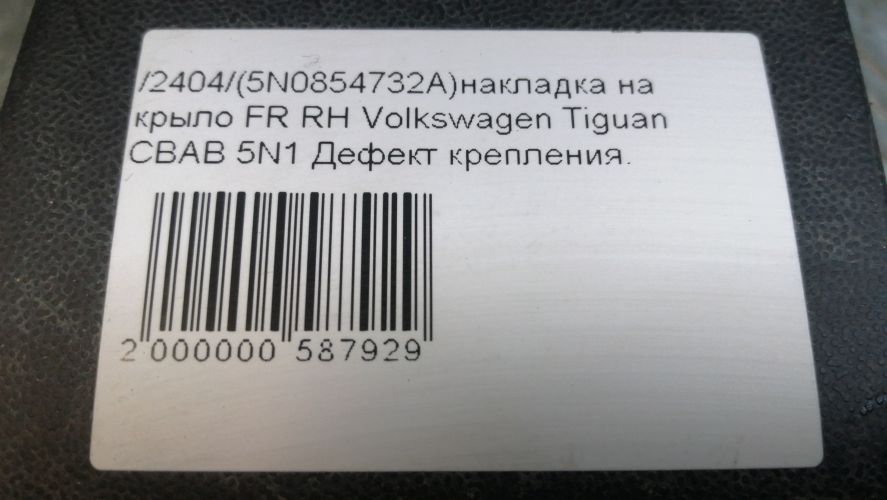 /2404/(5N0854732A)накладка на
крыло FR RH Volkswagen Tiguan
CBAB 5N1 Дефект крепления.
2 000000 587929